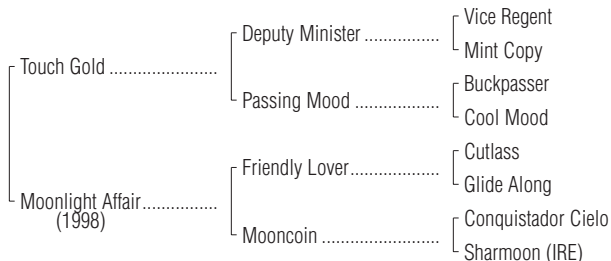 Vice Regent
Deputy Minister ................
Mint Copy
Touch Gold .......................
Buckpasser
Passing Mood ..................
Cool Mood
Cutlass
Friendly Lover...................
Glide Along
Moonlight Affair................
(1998)
Conquistador Cielo
Mooncoin .........................
Sharmoon (IRE)